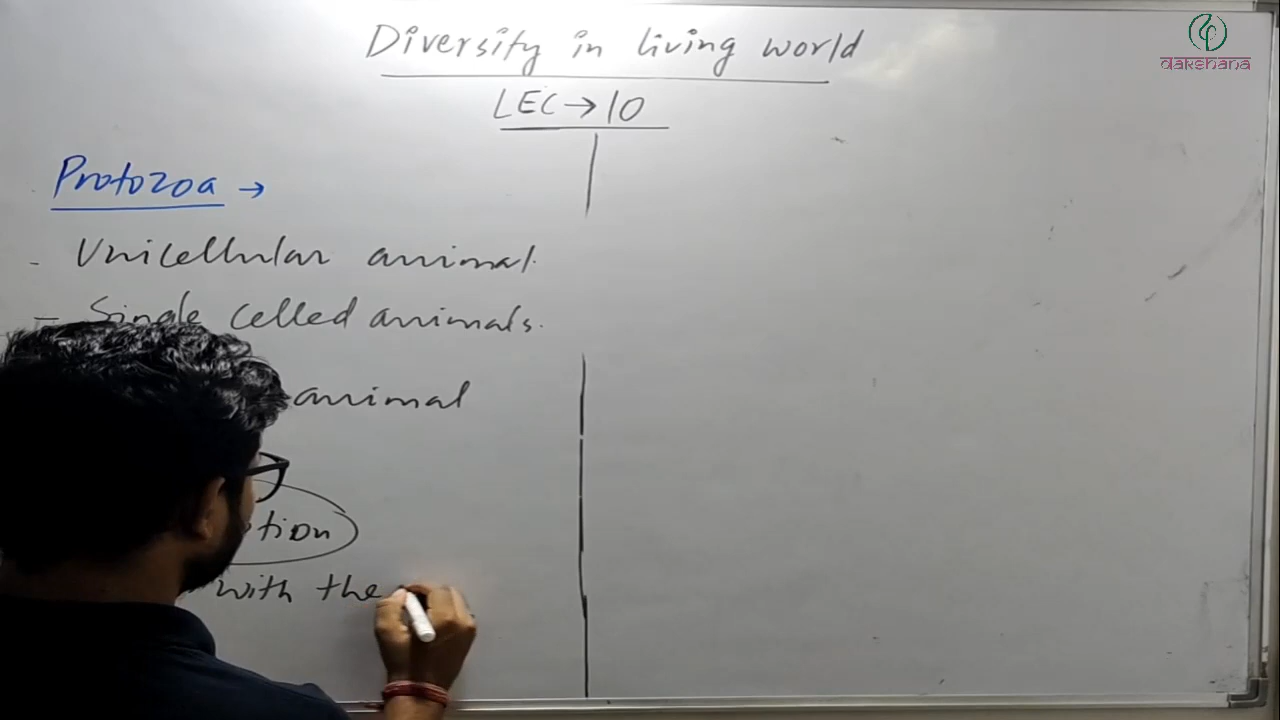 Diversity in living world
LEC → 10
dakshana
Protozoa →
- Unicellular animal.
- Single celled animals.
animal
tion
with the